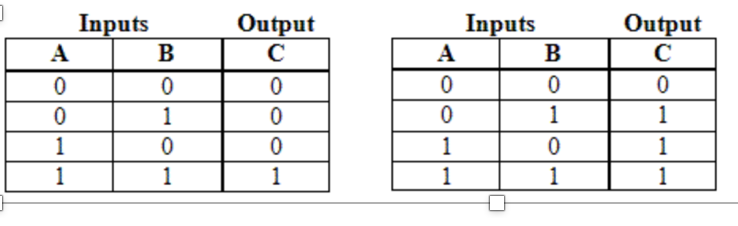 Inputs Output Inputs Output
A B C A B C
0 0 0 0 0 0
0 1 0 0 1 1
1 0 0 1 0 1
1 1 1 1 1 1